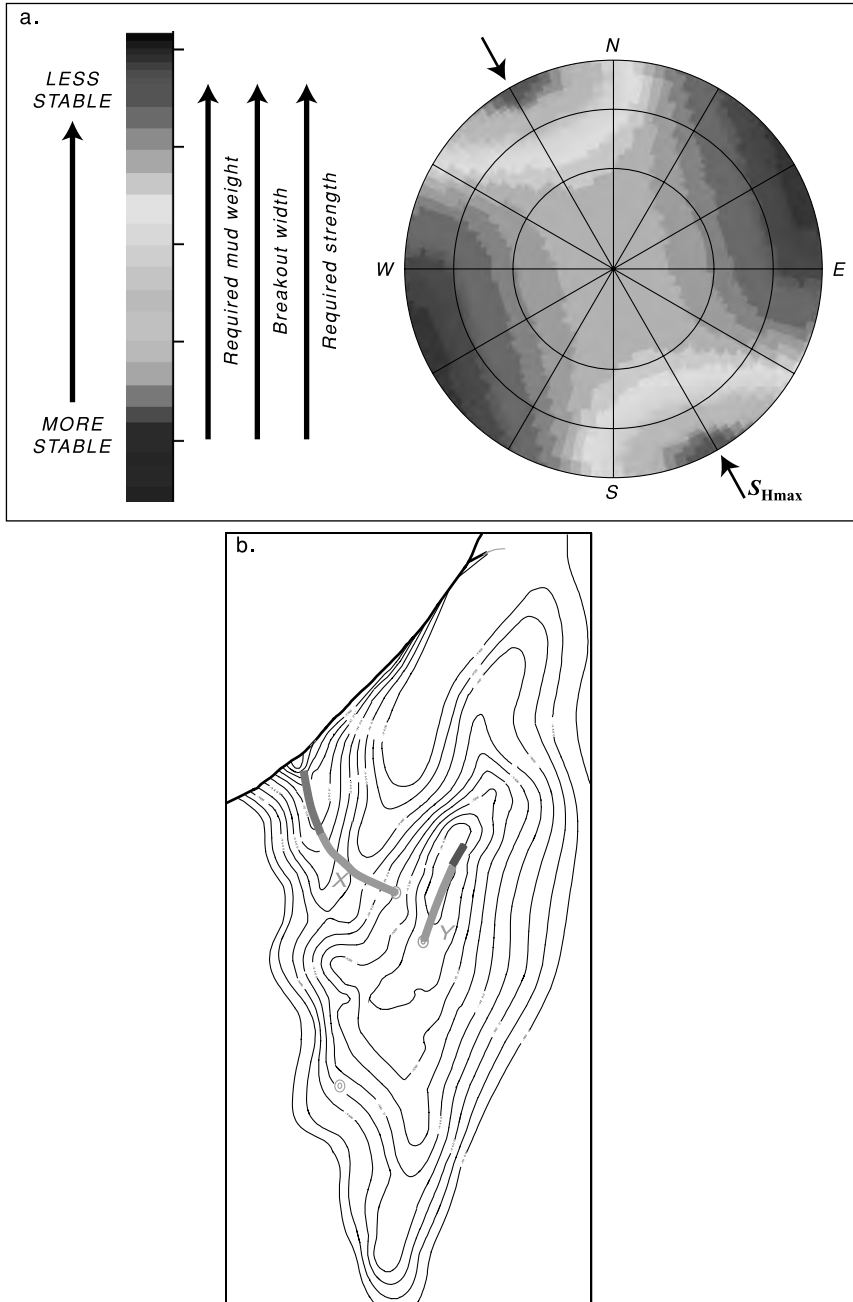 a.
LESS
STABLE
MORE
STABLE
Required mud weight
Breakout width
Required strength
N
W
E
S
SHmax
b.
X
Y